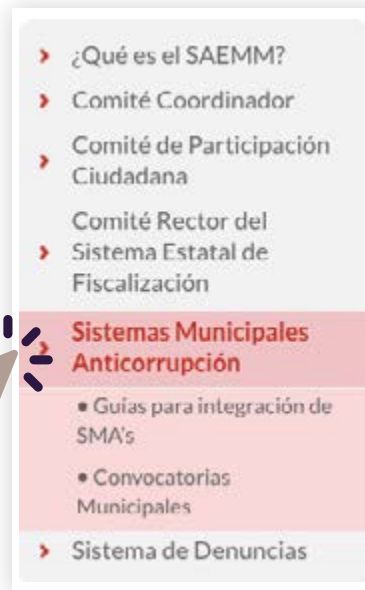 ¿Qué es el SAEMM?
Comité Coordinador
Comité de Participación
Ciudadana
Comité Rector del
Sistema Estatal de
Fiscalización
Sistemas Municipales
Anticorrupción
• Guías para integración de
SMA's
• Convocatorias
Municipales
Sistema de Denuncias